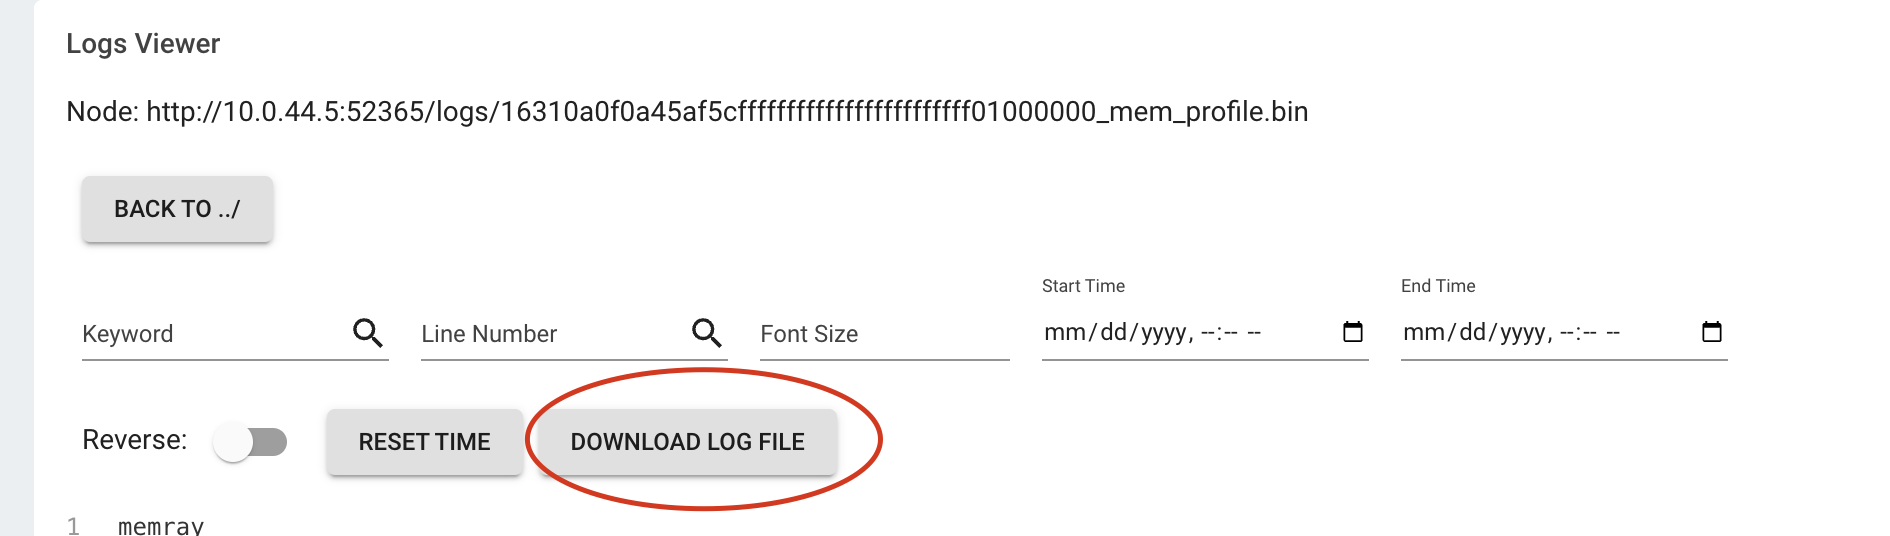 Logs Viewer
Node: http://10.0.44.5:52365/logs/16310a0f0a45af5cffffffffffffffffffffffff01000000_mem_profile.bin
BACK TO ../
Start Time
End Time
Keyword
Line Number
Font Size
mm/dd/yyyy, --:-- --
mm/dd/yyyy, --:-- --
Reverse:
RESET TIME
DOWNLOAD LOG FILE
1 memray